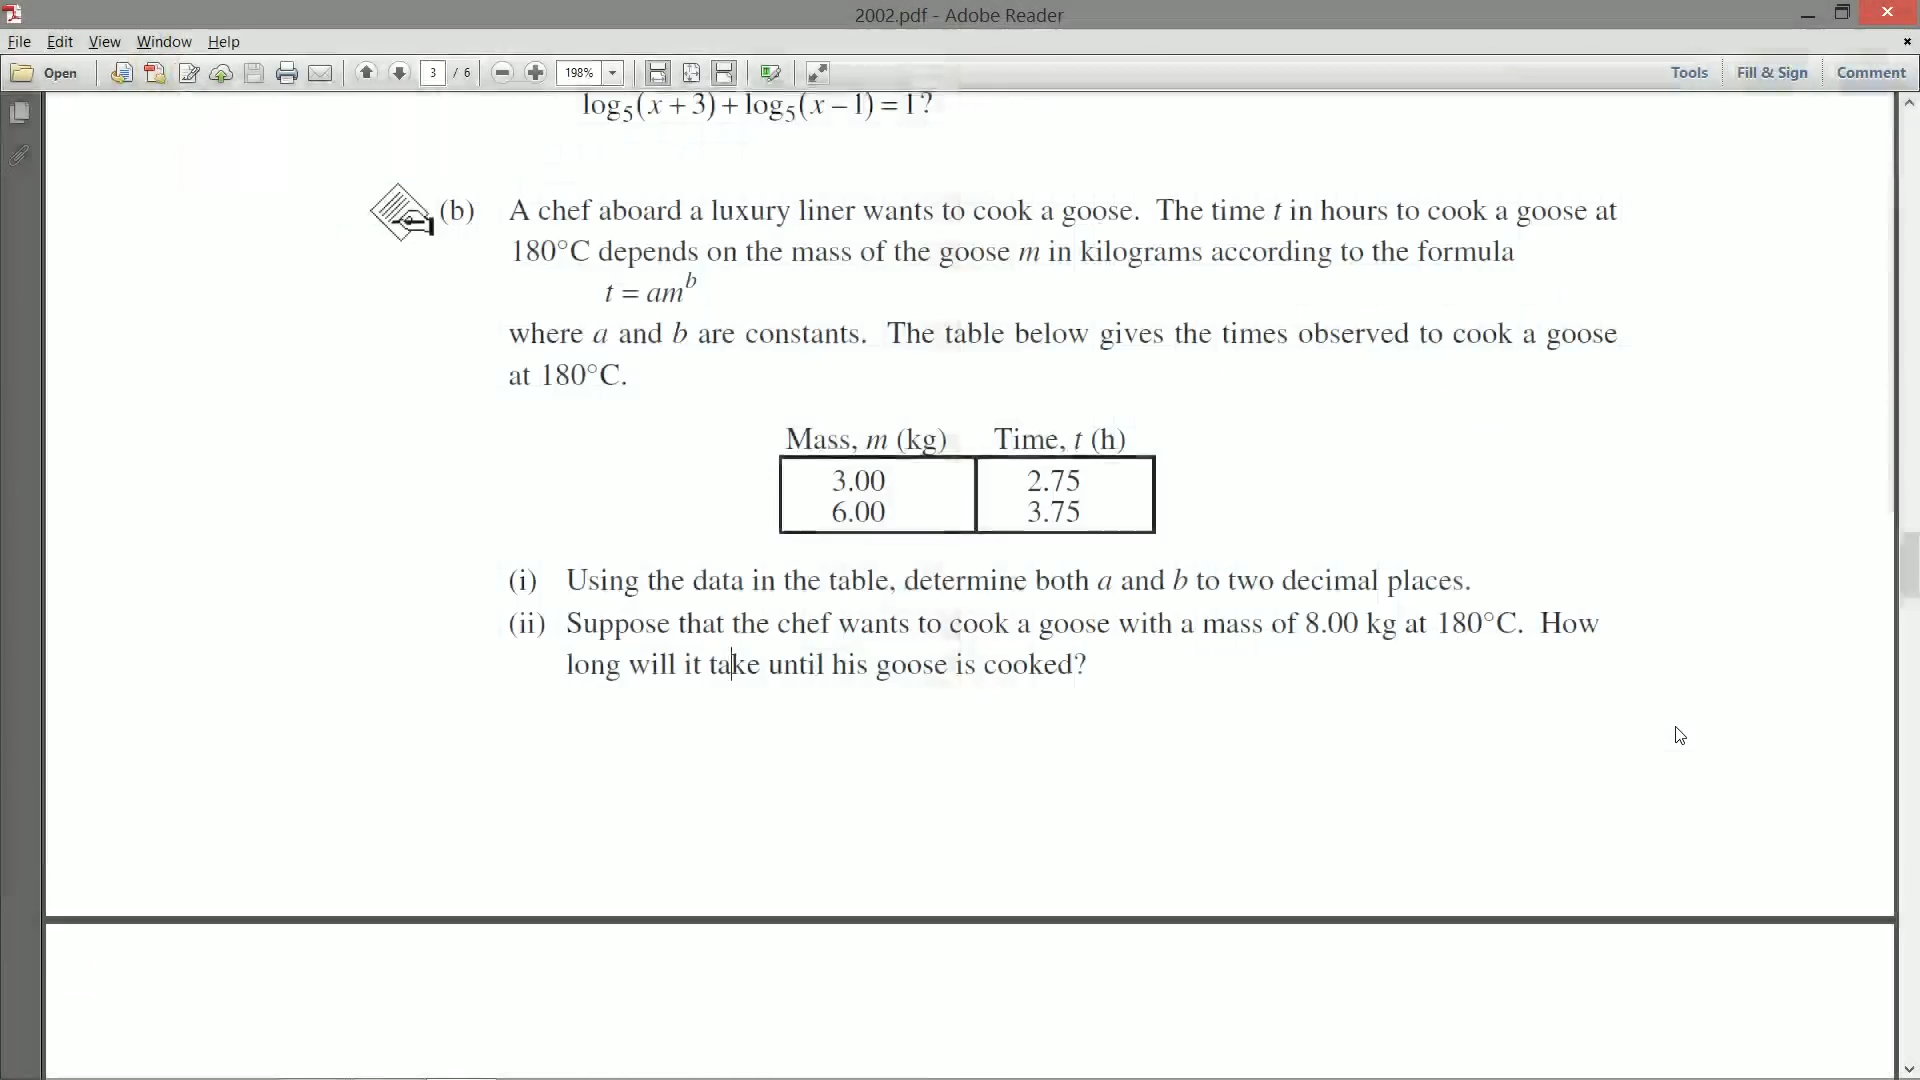 2002.pdf - Adobe Reader
File Edit View Window Help
Open 3 / 6 198% Tools Fill & Sign Comment
log₅(x + 3) + log₅(x – 1) = 1?
(b) A chef aboard a luxury liner wants to cook a goose. The time t in hours to cook a goose at
180°C depends on the mass of the goose m in kilograms according to the formula
t = amᵇ
where a and b are constants. The table below gives the times observed to cook a goose
at 180°C.
Mass, m (kg) Time, t (h)
3.00 2.75
6.00 3.75
(i) Using the data in the table, determine both a and b to two decimal places.
(ii) Suppose that the chef wants to cook a goose with a mass of 8.00 kg at 180°C. How
long will it take until his goose is cooked?